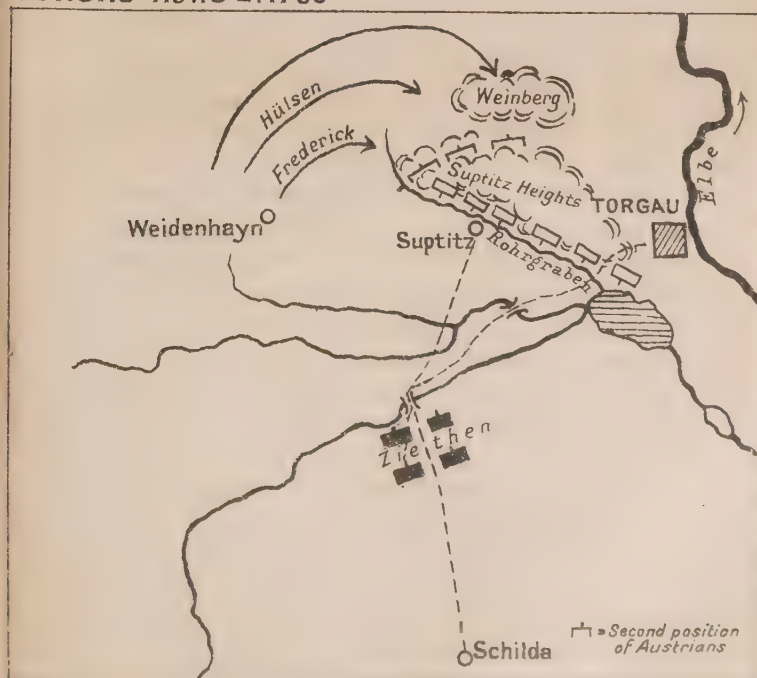 Weinberg
Hülsen
Frederick
Suptitz Heights
TORGAU
Elbe
Weidenhayn
Suptitz
Rohrgraben
Ziethen
Schilda
= Second position
of Austrians